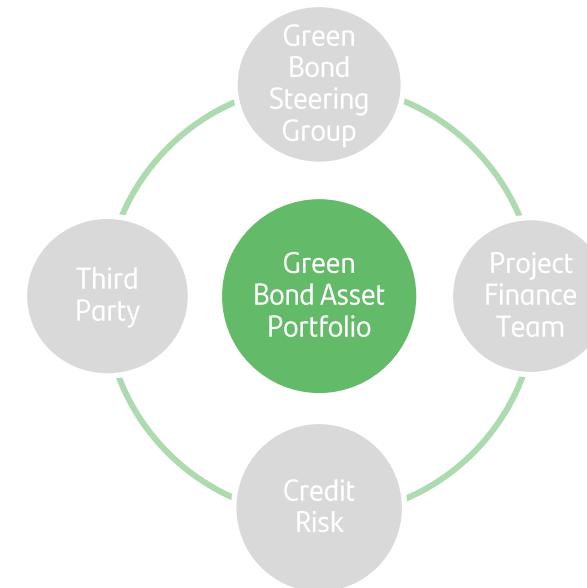 Green
Bond
Steering
Group
Third
Party
Green
Bond Asset
Portfolio
Project
Finance
Team
Credit
Risk